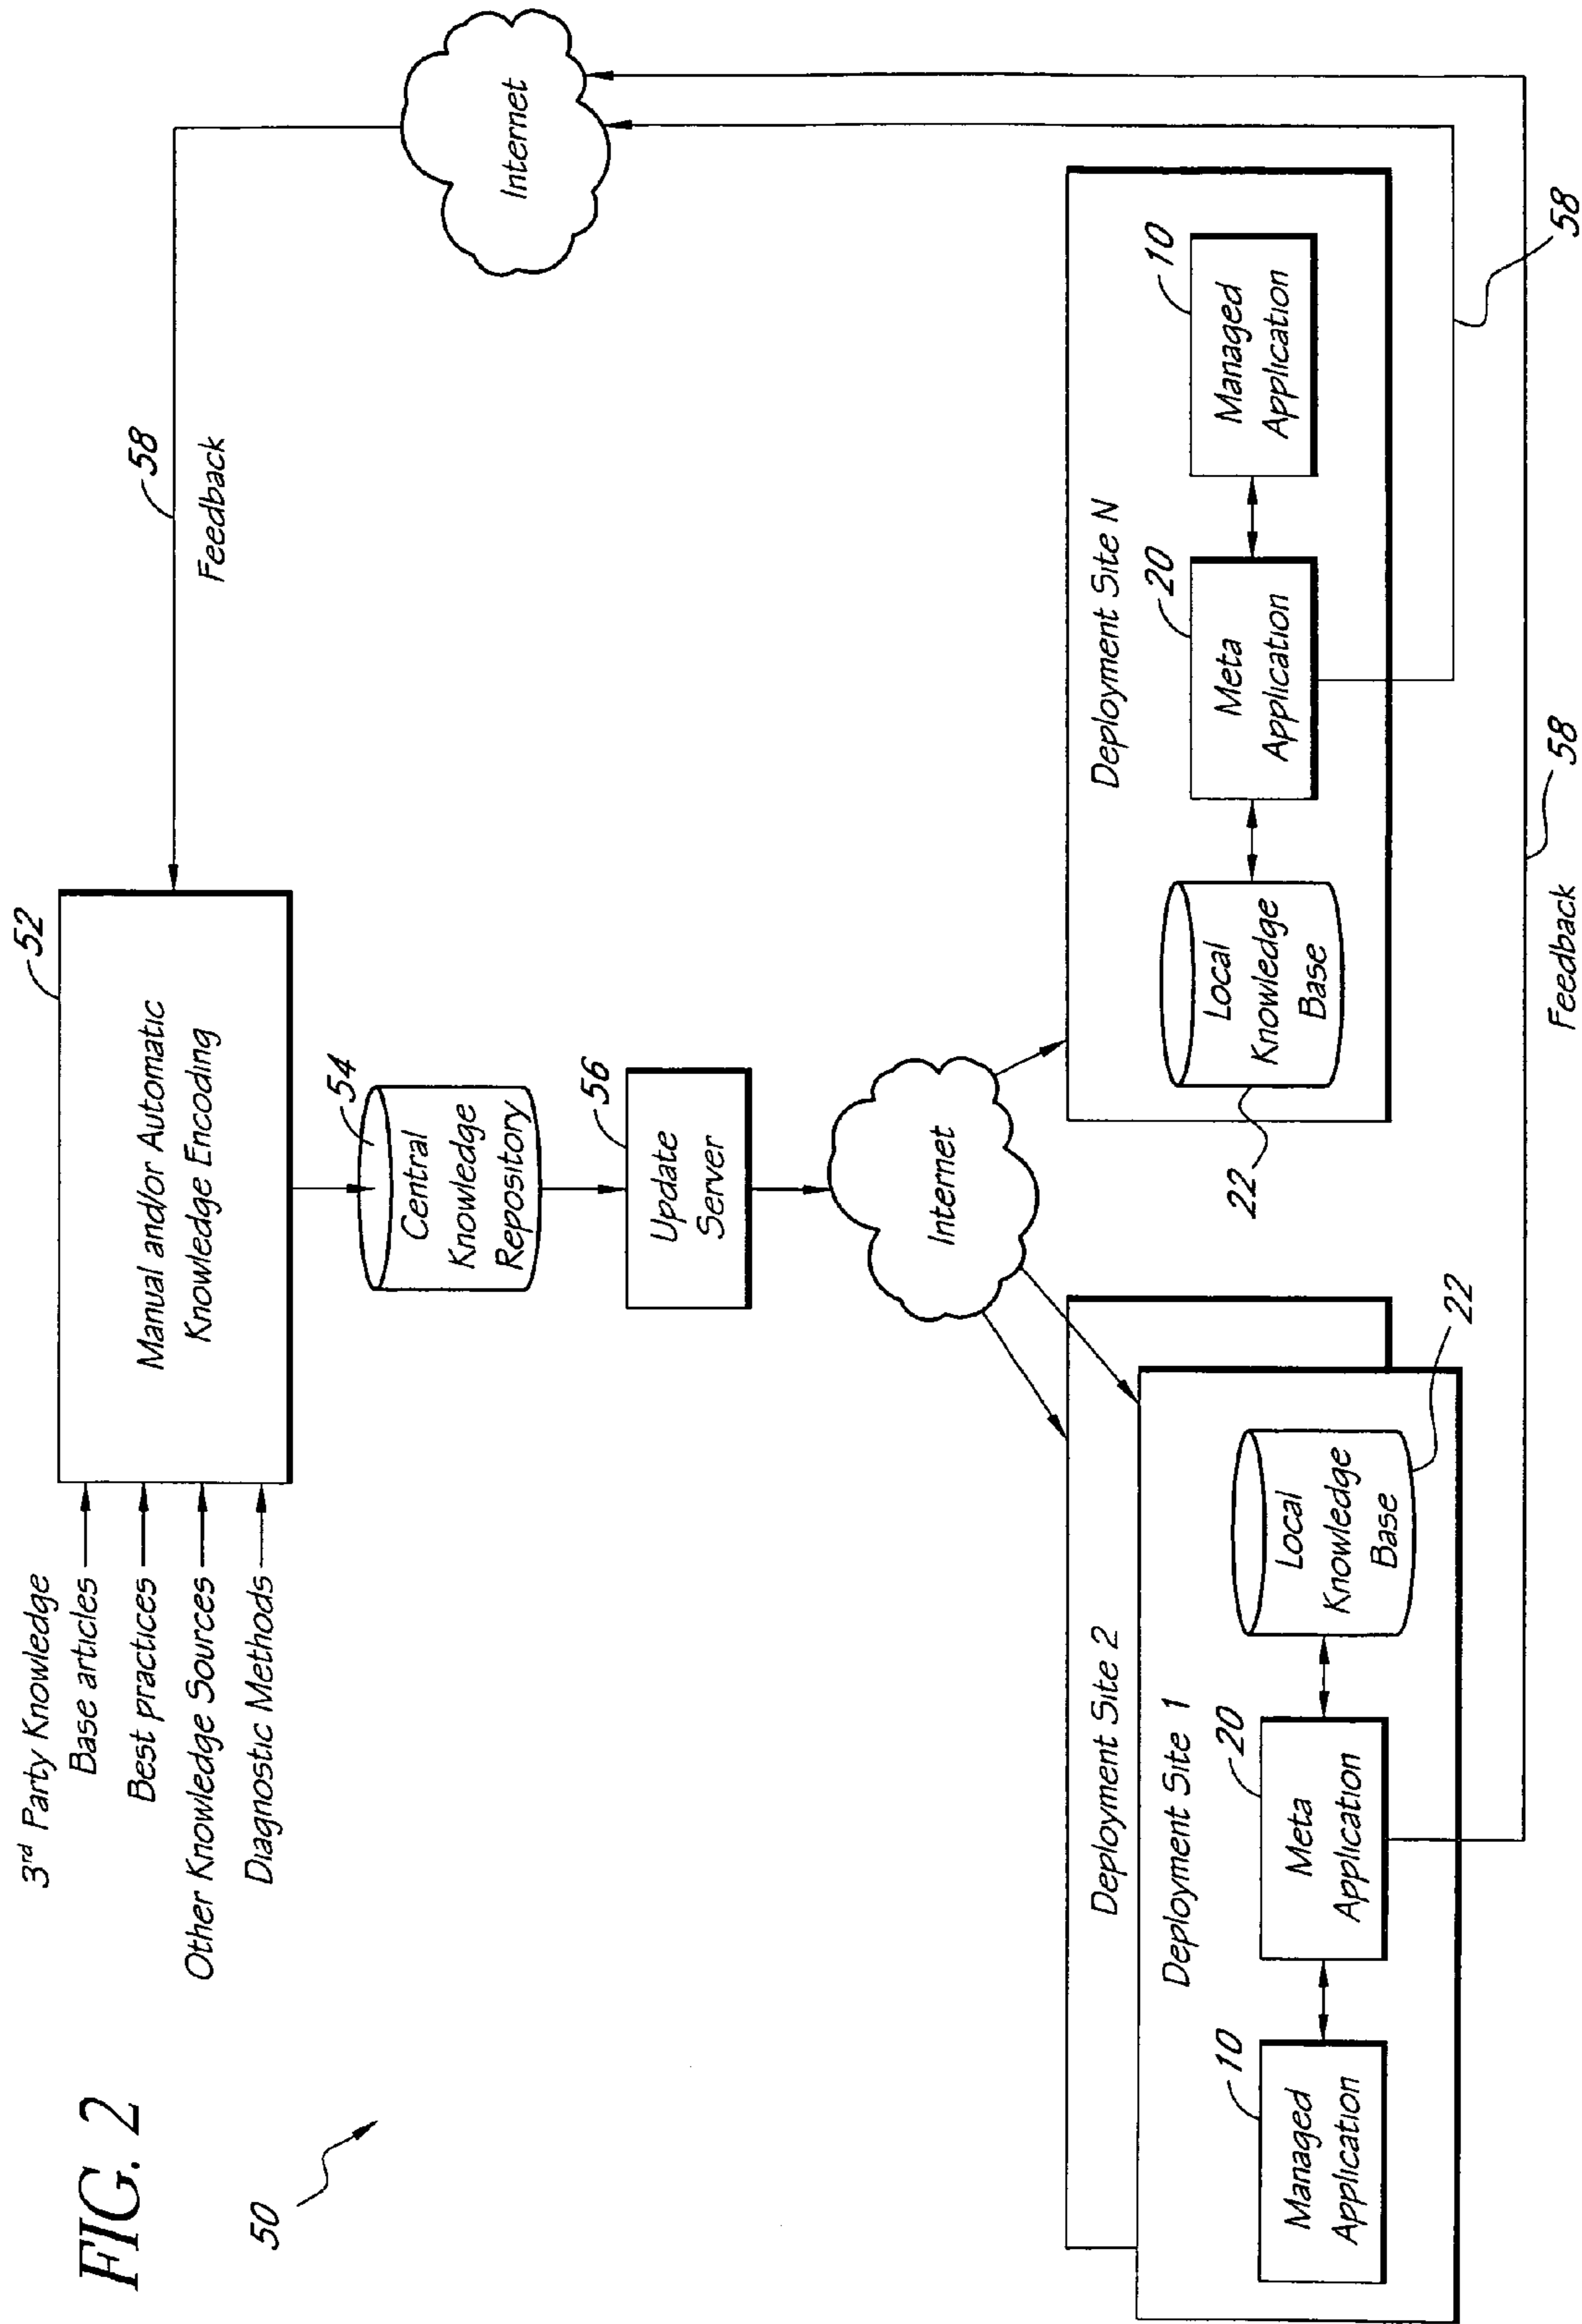 FIG. 2
50
3rd Party Knowledge
Base articles
Best practices
Other Knowledge Sources
Diagnostic Methods
52
Manual and/or Automatic
Knowledge Encoding
58
Feedback
Internet
54
Central
Knowledge
Repository
56
Update
Server
Internet
Deployment Site 2
Deployment Site 1
10
Managed
Application
20
Meta
Application
Local
Knowledge
Base
22
Deployment Site N
22
Local
Knowledge
Base
20
Meta
Application
10
Managed
Application
58
58
Feedback